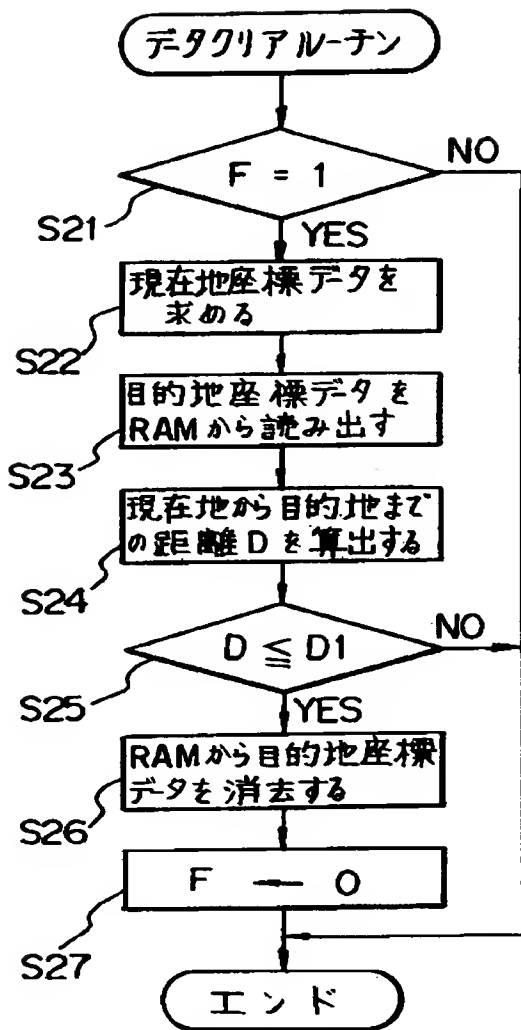 データクリアルーチン
F = 1
NO
S21
YES
現在地座標データを
求める
S22
目的地座標データを
RAMから読み出す
S23
現在地から目的地まで
の距離Dを算出する
S24
D ≦ D1
NO
S25
YES
RAMから目的地座標
データを消去する
S26
F ← 0
S27
エンド